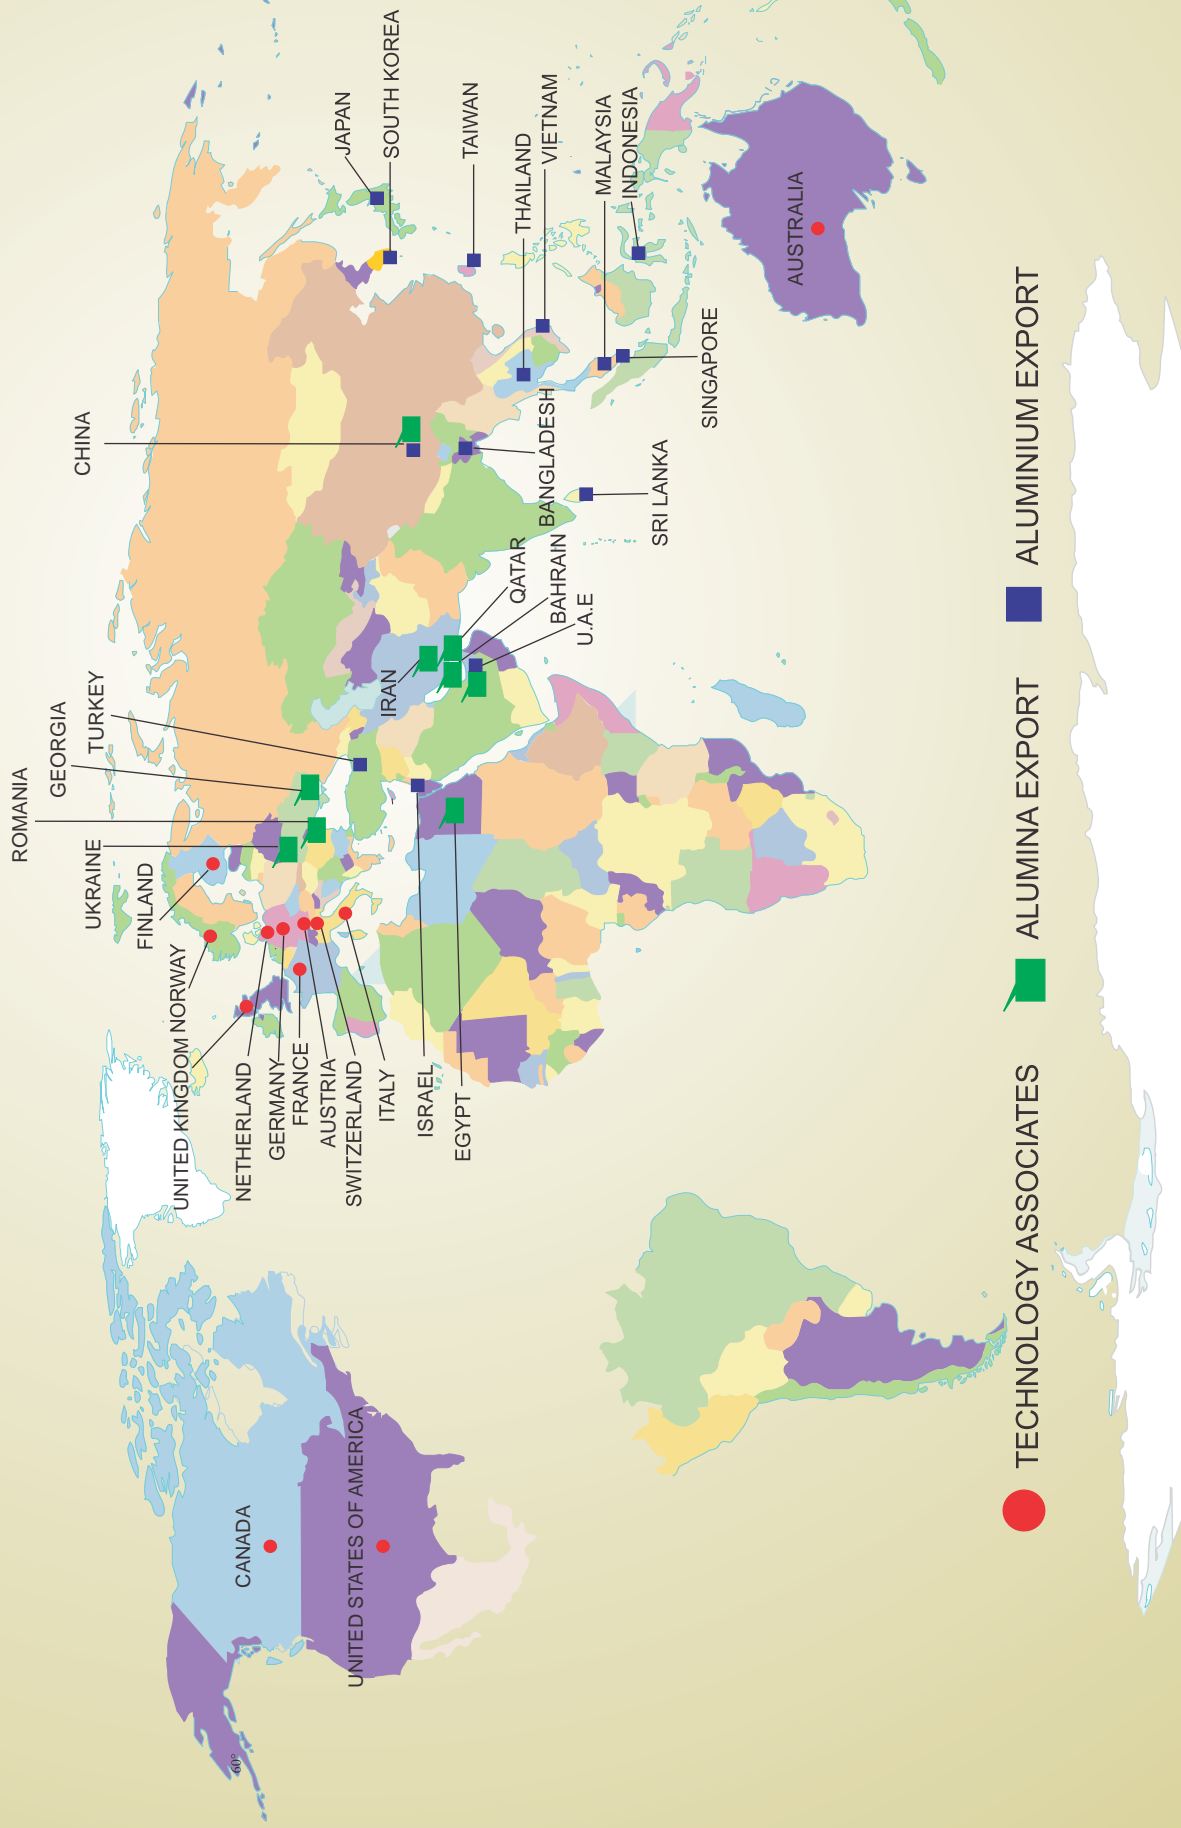 ROMANIA
GEORGIA
TURKEY
UKRAINE
FINLAND
CHINA
JAPAN
SOUTH KOREA
TAIWAN
THAILAND
VIETNAM
MALAYSIA
INDONESIA
SINGAPORE
BANGLADESH
SRI LANKA
QATAR
BAHRAIN
U.A.E
IRAN
UNITED KINGDOM
NORWAY
NETHERLAND
GERMANY
FRANCE
AUSTRIA
SWITZERLAND
ITALY
ISRAEL
EGYPT
CANADA
UNITED STATES OF AMERICA
60°
AUSTRALIA
TECHNOLOGY ASSOCIATES
ALUMINA EXPORT
ALUMINIUM EXPORT